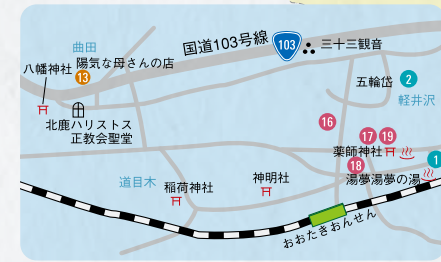 国道103号線
103
三十三観音
曲田
陽気な母さんの店
八幡神社
13
五輪岱
2
軽井沢
北鹿ハリストス
正教会聖堂
16
17
19
薬師神社
1
18
湯夢湯夢の湯
道目木
稲荷神社
神明社
おおたきおんせん